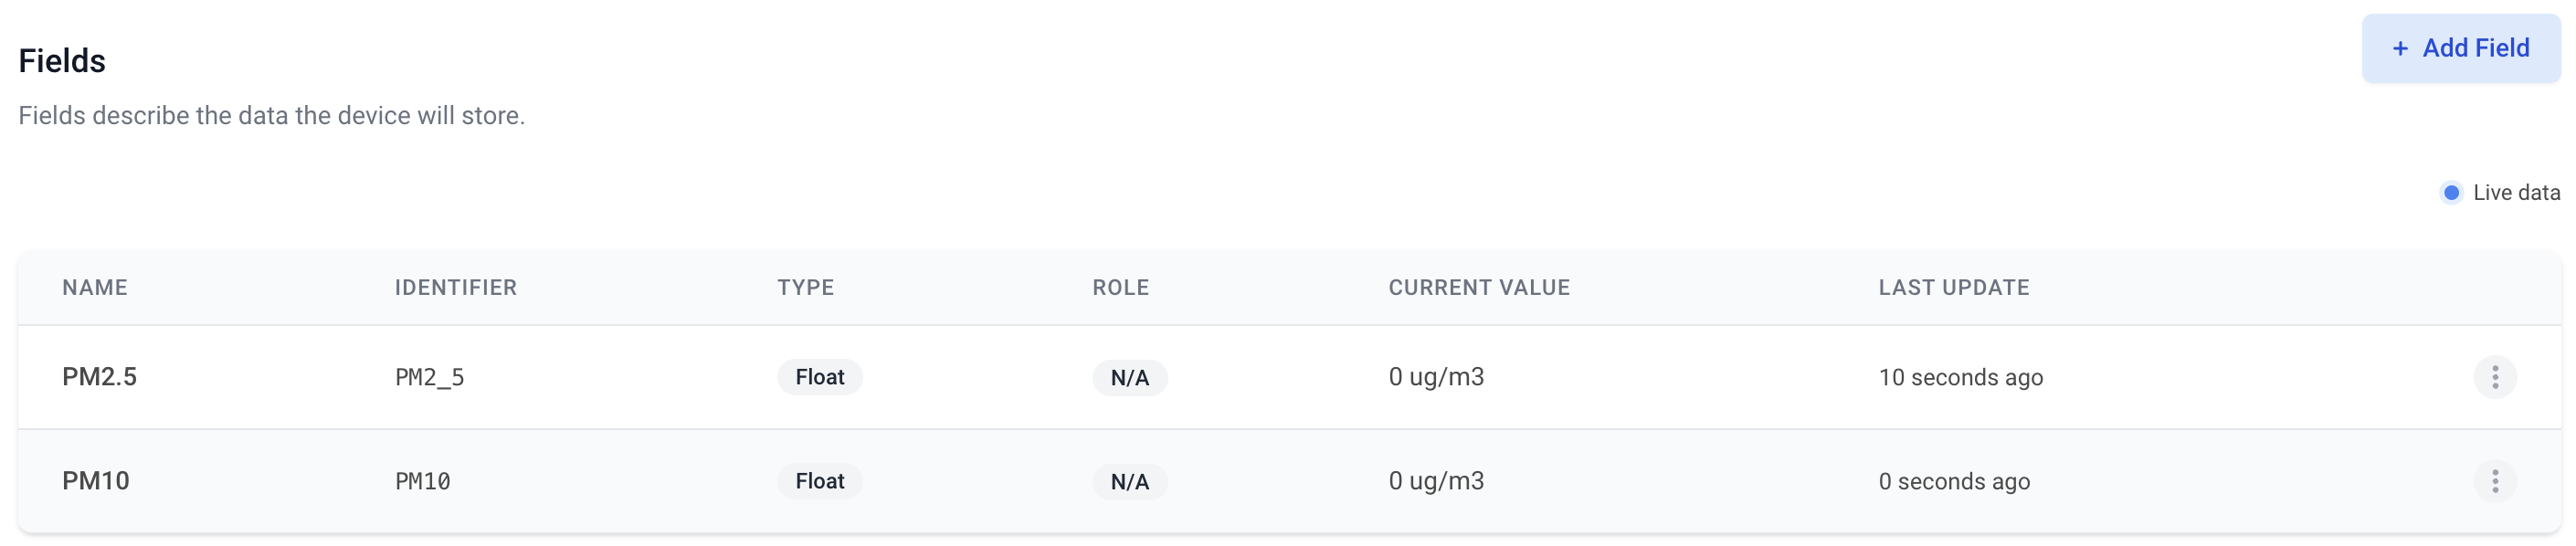 Fields
+ Add Field
Fields describe the data the device will store.
Live data
NAME IDENTIFIER TYPE ROLE CURRENT VALUE LAST UPDATE
PM2.5 PM2_5 Float N/A 0 ug/m3 10 seconds ago
PM10 PM10 Float N/A 0 ug/m3 0 seconds ago